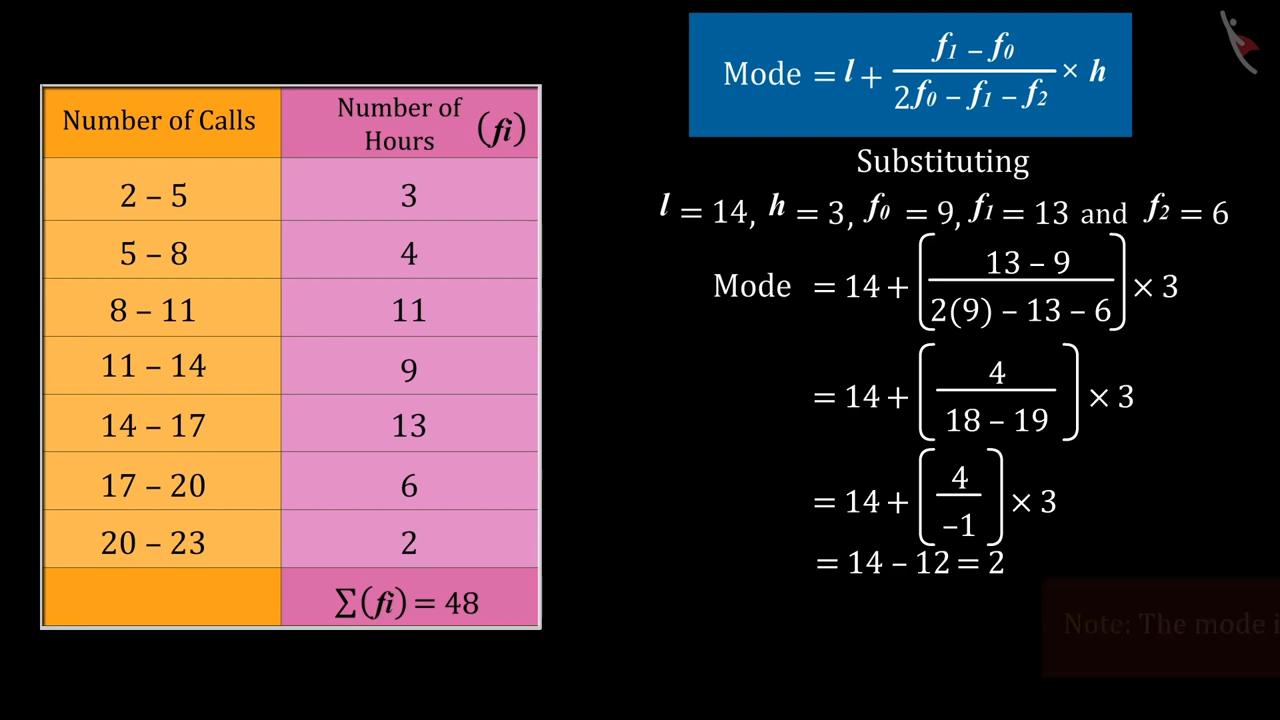 Number of Calls | Number of Hours (fi)
2 – 5 | 3
5 – 8 | 4
8 – 11 | 11
11 – 14 | 9
14 – 17 | 13
17 – 20 | 6
20 – 23 | 2
∑(fi) = 48
Mode = l + (f₁ – f₀)/(2f₀ – f₁ – f₂) × h
Substituting
l = 14, h = 3, f₀ = 9, f₁ = 13 and f₂ = 6
Mode = 14 + [(13 – 9)/(2(9) – 13 – 6)] × 3
= 14 + [4/(18 – 19)] × 3
= 14 + [4/–1] × 3
= 14 – 12 = 2
Note: The mode